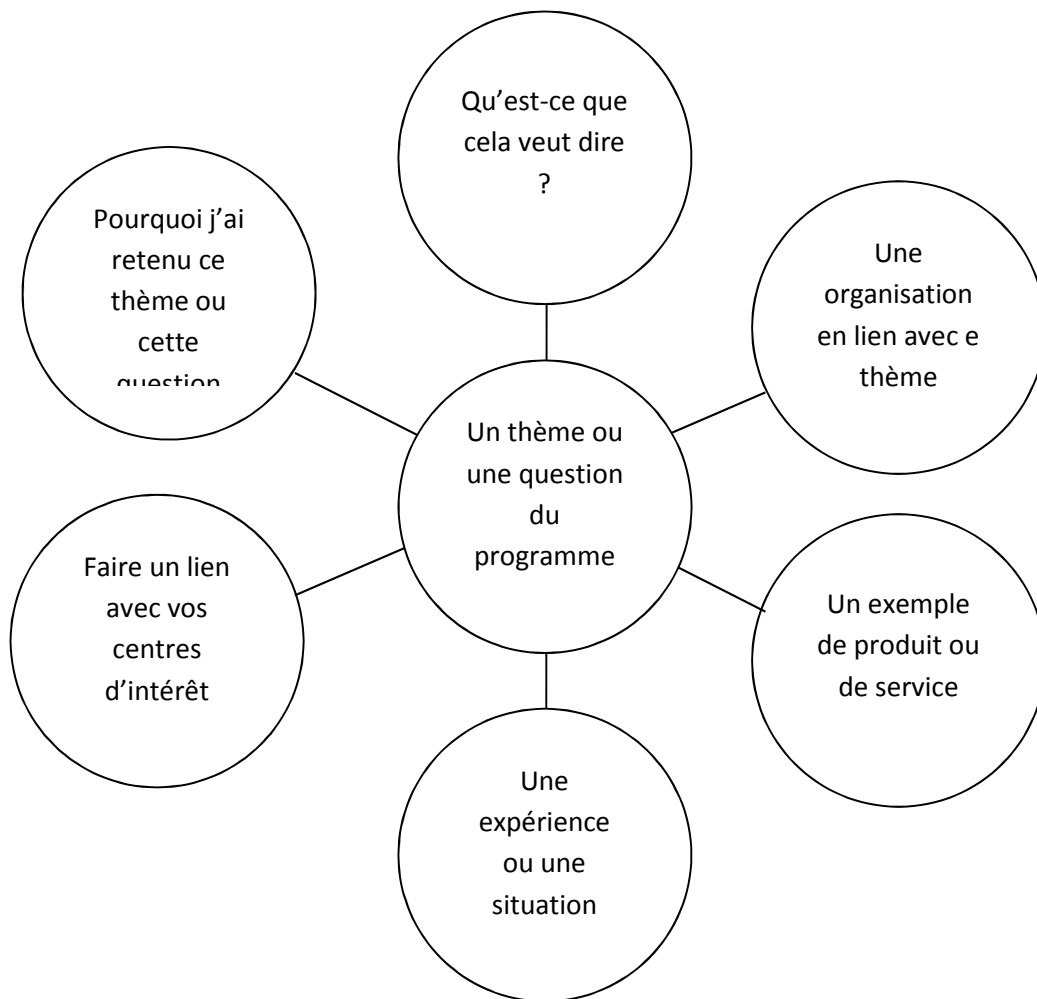 Qu’est-ce que
cela veut dire
?
Pourquoi j’ai
retenu ce
thème ou
cette
question
Une
organisation
en lien avec e
thème
Un thème ou
une question
du
programme
Faire un lien
avec vos
centres
d’intérêt
Un exemple
de produit ou
de service
Une
expérience
ou une
situation